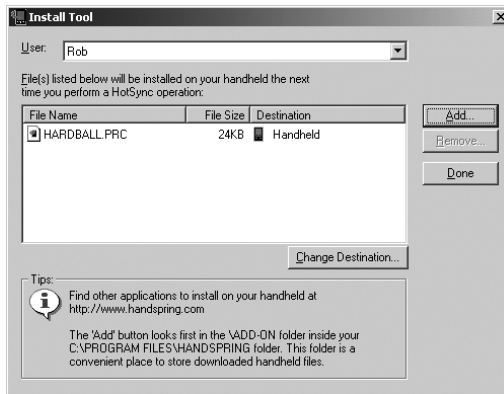 Install Tool
User: Rob
File(s) listed below will be installed on your handheld the next
time you perform a HotSync operation:
File Name File Size Destination
HARDBALL.PRC 24KB Handheld
Add...
Remove...
Done
Change Destination...
Tips:
Find other applications to install on your handheld at
http://www.handspring.com
The 'Add' button looks first in the \ADD-ON folder inside your
C:\PROGRAM FILES\HANDSPRING folder. This folder is a
convenient place to store downloaded handheld files.